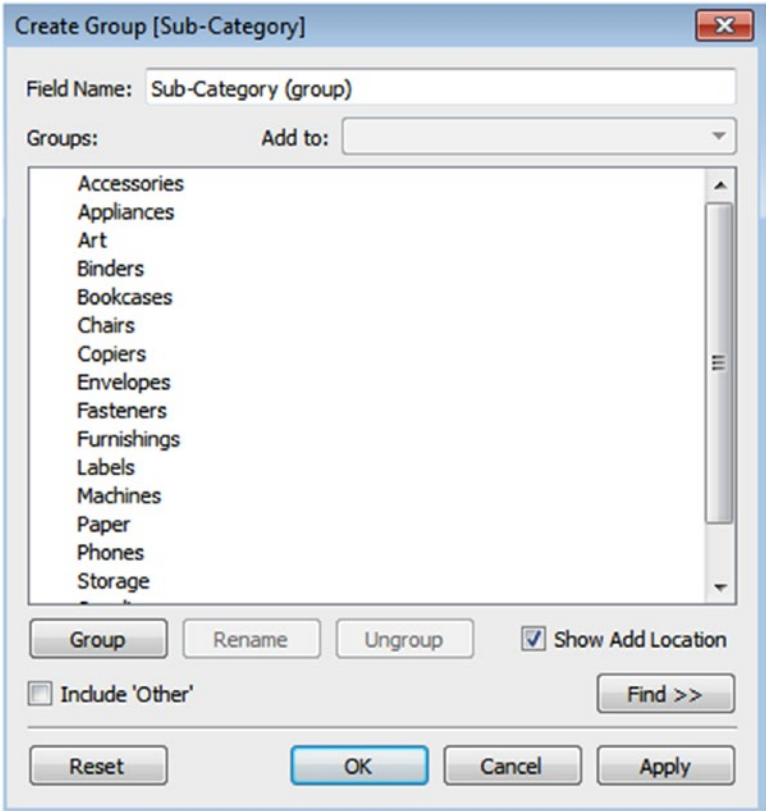 Create Group [Sub-Category]
Field Name: Sub-Category (group)
Groups: Add to:
Accessories
Appliances
Art
Binders
Bookcases
Chairs
Copiers
Envelopes
Fasteners
Furnishings
Labels
Machines
Paper
Phones
Storage
Group Rename Ungroup Show Add Location
Include 'Other' Find >>
Reset OK Cancel Apply